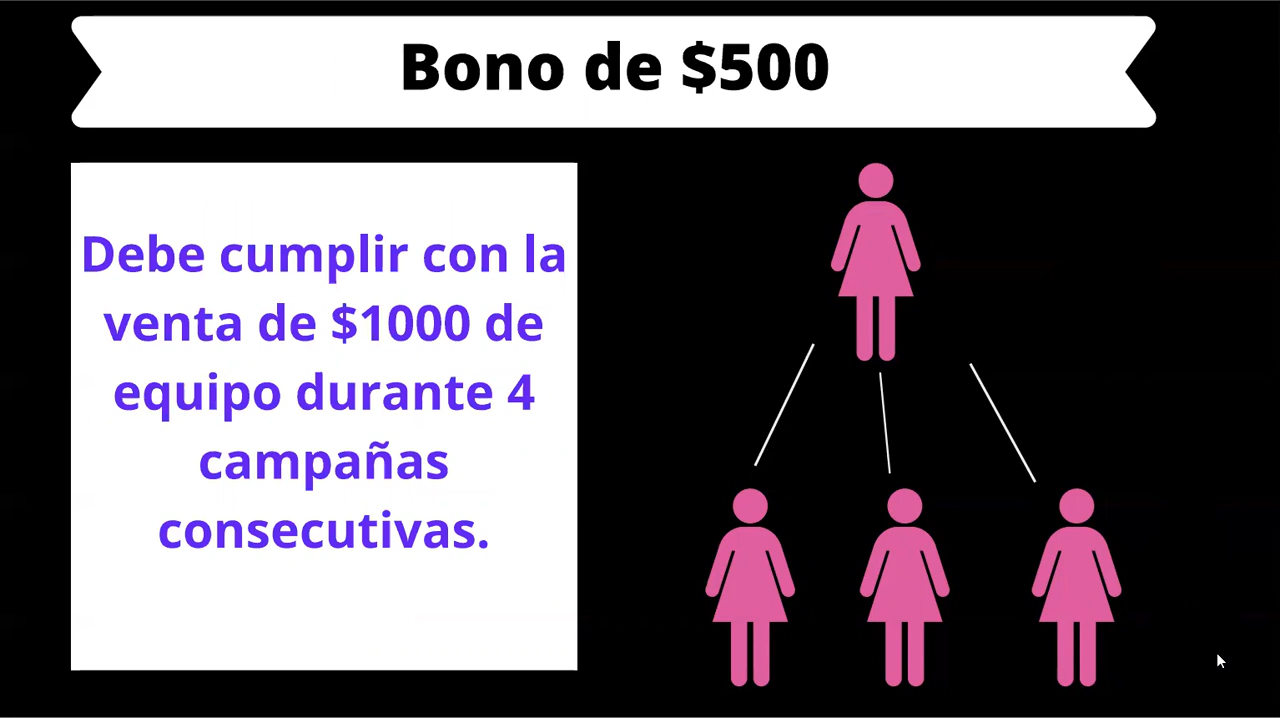 Bono de $500
Debe cumplir con la
venta de $1000 de
equipo durante 4
campañas
consecutivas.